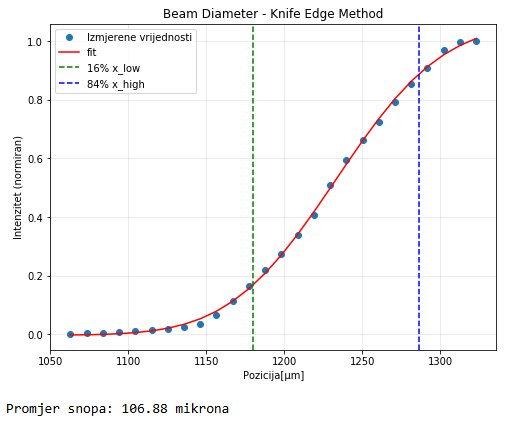 Beam Diameter - Knife Edge Method
Izmjerene vrijednosti
fit
16% x_low
84% x_high
Intenzitet (normiran)
1.0
0.8
0.6
0.4
0.2
0.0
1050 1100 1150 1200 1250 1300
Pozicija[μm]
Promjer snopa: 106.88 mikrona